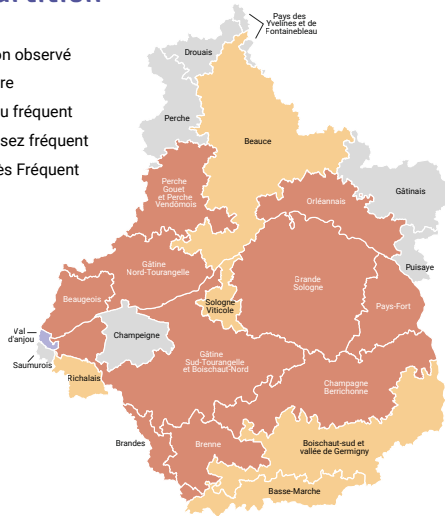 Pays des
Yvelines et de
Fontainebleau
Drouais
on observé
re
u fréquent
sez fréquent
ès Fréquent
Perche
Beauce
Perche
Gouet
et Perche
Vendômois
Orléannais
Gâtinais
Puisaye
Gâtine
Nord-Tourangelle
Grande
Sologne
Beaugeois
Sologne
Viticole
Pays-Fort
Val
d'anjou
Champeigne
Saumurois
Richalais
Gâtine
Sud-Tourangelle
et Boischaut-Nord
Champagne
Berrichonne
Brandes
Brenne
Boischaut-sud et
vallée de Germigny
Basse-Marche